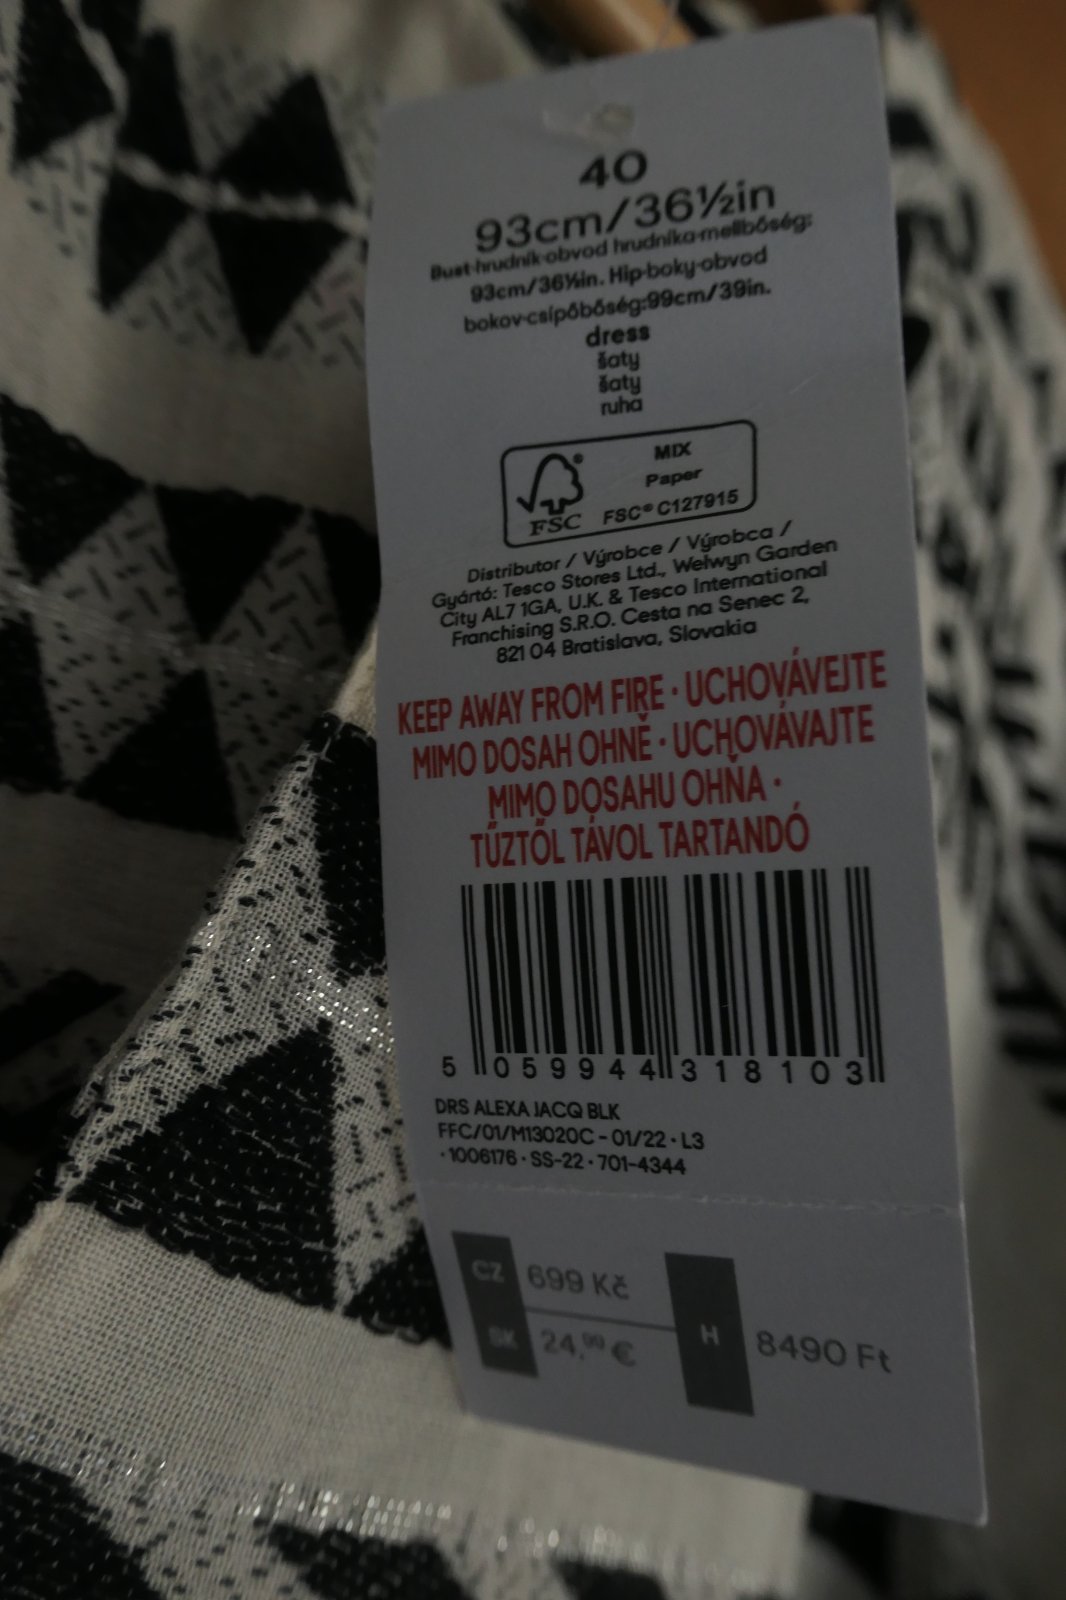 40
93cm/36½in
Bust·hrudník·obvod hrudníka·mellbőség:
93cm/36½in. Hip·boky·obvod
bokov·csípőbőség:99cm/39in.
dress
šaty
šaty
ruha
MIX
Paper
FSC® C127915
FSC
Distributor / Výrobce / Výrobca /
Gyártó: Tesco Stores Ltd., Welwyn Garden
City AL7 1GA, U.K. & Tesco International
Franchising S.R.O. Cesta na Senec 2,
821 04 Bratislava, Slovakia
KEEP AWAY FROM FIRE · UCHOVÁVEJTE
MIMO DOSAH OHNĚ · UCHOVÁVAJTE
MIMO DOSAHU OHŇA ·
TŰZTŐL TÁVOL TARTANDÓ
5 059944 318103
DRS ALEXA JACQ BLK
FFC/01/M13020C - 01/22 · L3
· 1006176 · SS-22 · 701-4344
CZ 699 Kč
SK 24.99 €
H 8490 Ft